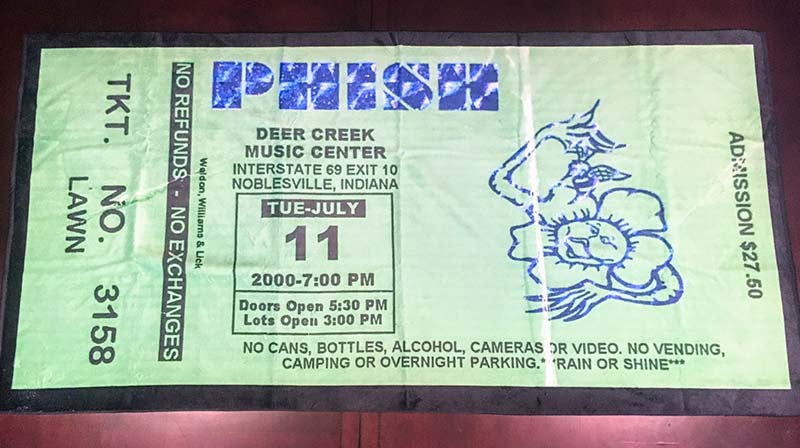 TKT. NO. 3158
LAWN
NO REFUNDS - NO EXCHANGES
Weldon, Williams & Lick
PHISH
DEER CREEK
MUSIC CENTER
INTERSTATE 69 EXIT 10
NOBLESVILLE, INDIANA
TUE-JULY
11
2000-7:00 PM
Doors Open 5:30 PM
Lots Open 3:00 PM
NO CANS, BOTTLES, ALCOHOL, CAMERAS OR VIDEO. NO VENDING,
CAMPING OR OVERNIGHT PARKING.***RAIN OR SHINE***
ADMISSION $27.50